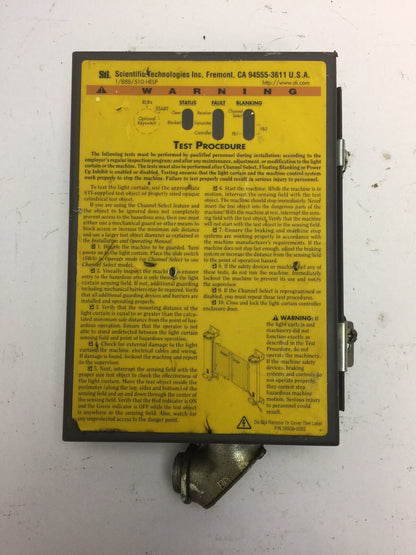 Sti. Scientific Technologies Inc, Fremont, CA 94555-3611 U.S.A.
1/888/510-HELP http://www.sti.com
WARNING
RUN
START
Optional
Keyswitch
STATUS
Clear
Blocked
FAULT
Receiver
Transmitter
Controller
BLANKING
Channel
Select
FB2
TEST PROCEDURE
The following tests must be performed by qualified personnel during installation; according to the
employer's regular inspection program; and after any maintenance, adjustment, or modification to the light
curtain or the machine. The tests must also be performed after Channel Select, Floating Blanking or Power
Up Inhibit is enabled or disabled. Testing ensures that the light curtain and the machine control system
work properly to stop the machine. Failure to test properly could result in serious injury to personnel.
To test the light curtain, use the appropriate
STI-supplied test object or properly sized opaque
cylindrical test object.
If you are using the Channel Select feature and
the object to be ignored does not completely
prevent access to the hazardous area, then you must
either use a mechanical guard or other means to
block access or increase the minimum safe distance
and use a larger test object diameter as explained in
the Installation and Operating Manual.
1. Isolate the machine to be guarded. Turn
power on to the light curtain. Place the slide switch
(SW1) in Operate mode (or Channel Select to use
Channel Select mode).
2. Visually inspect the machine to ensure
entry to the hazardous area is only through the light
curtain sensing field. If not, additional guarding
including mechanical barriers may be required. Verify
that all additional guarding devices and barriers are
installed and operating properly.
3. Verify that the mounting distance of the
light curtain is equal to or greater than the calcu-
lated minimum safe distance from the point of haz-
ardous operation. Ensure that the operator is not
able to stand undetected between the light curtain
sensing field and point of hazardous operation.
4. Check for external damage to the light
curtain, the machine, electrical cables and wiring.
If damage is found, lockout the machine and report
to the supervisor.
5. Next, interrupt the sensing field with the
proper size test object to check the effectiveness of
the light curtain. Move the test object inside the
perimeter (along the top, sides and bottom) of the
sensing field and up and down through the center of
the sensing field. Verify that the Red indicator is ON
and the Green indicator is OFF while the test object
is anywhere in the sensing field. Also, watch for
any unprotected access to the danger point.
6. Start the machine. While the machine is in
motion, interrupt the sensing field with the test
object. The machine should stop immediately. Never
insert the test object into the dangerous parts of the
machine! With the machine at rest, interrupt the sens-
ing field with the test object. Verify that the machine
will not start with the test object in the sensing field.
7. Ensure the braking and muldrive stop
systems are working properly in accordance with
the machine manufacturer's requirements. If the
machine does not stop fast enough, adjust the braking
system or increase the distance from the sensing field
to the point of operation hazard.
8. If the safety devices or machine fail any of
these tests, do not run the machine. Immediately
lockout the machine to prevent its use and notify
the supervisor.
9. If the Channel Select is reprogrammed or
disabled, you must repeat these test procedures.
10. Close and lock the light curtain controller
enclosure door.
WARNING: If
the light curtain and
machinery did not
function exactly as
described in the Test
Procedure, do not
operate the machinery.
If the machine safety
devices, braking
systems and controls do
not operate properly,
they cannot stop
hazardous machine
motion. Serious injury
to personnel could
result.
Do Not Remove Or Cover This Label